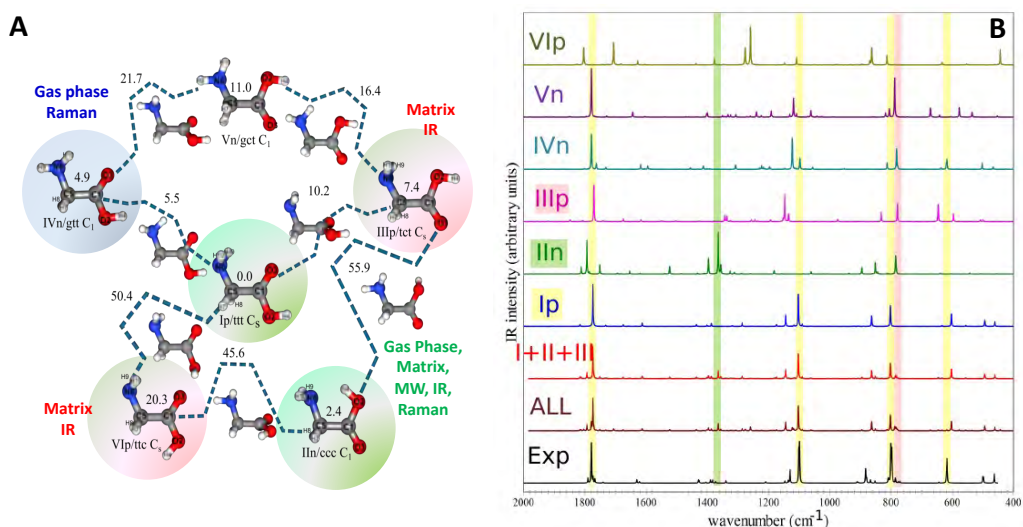 A
Gas phase
Raman
21.7
11.0
Vn/gct C1
16.4
Matrix
IR
4.9
IVn/gtt C1
5.5
10.2
7.4
IIIp/tct Cs
0.0
Ip/ttt Cs
55.9
50.4
45.6
Gas Phase,
Matrix,
MW, IR,
Raman
Matrix
IR
20.3
VIp/ttc Cs
2.4
IIn/ccc C1
B
IR intensity (arbitrary units)
VIp
Vn
IVn
IIIp
IIn
Ip
I+II+III
ALL
Exp
2000 1800 1600 1400 1200 1000 800 600 400
wavenumber (cm-1)